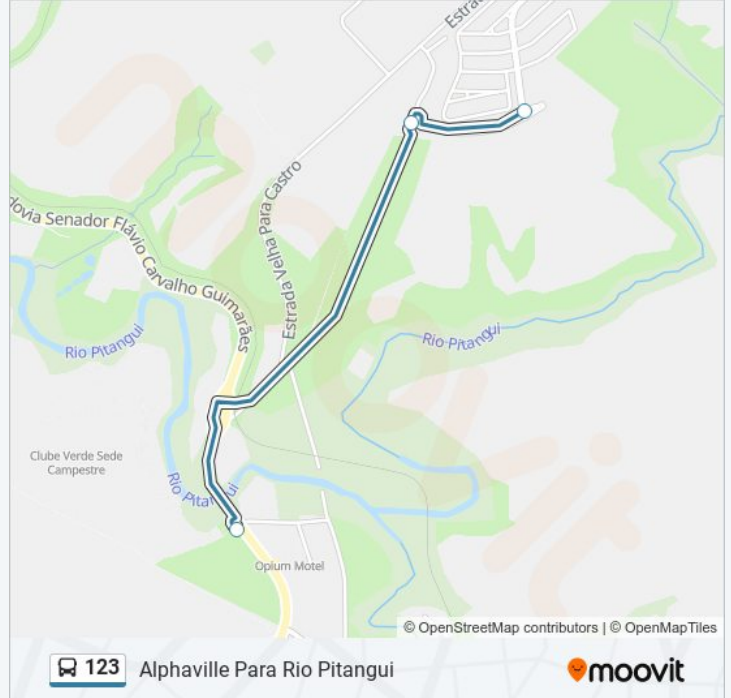 Estrada
Estrada Velha Para Castro
dovia Senador Flávio Carvalho Guimarães
Rio Pitangui
Rio Pitangui
Clube Verde Sede
Campestre
Rio Pitangui
Opium Motel
moovit
© OpenStreetMap contributors | © OpenMapTiles
123 Alphaville Para Rio Pitangui
moovit